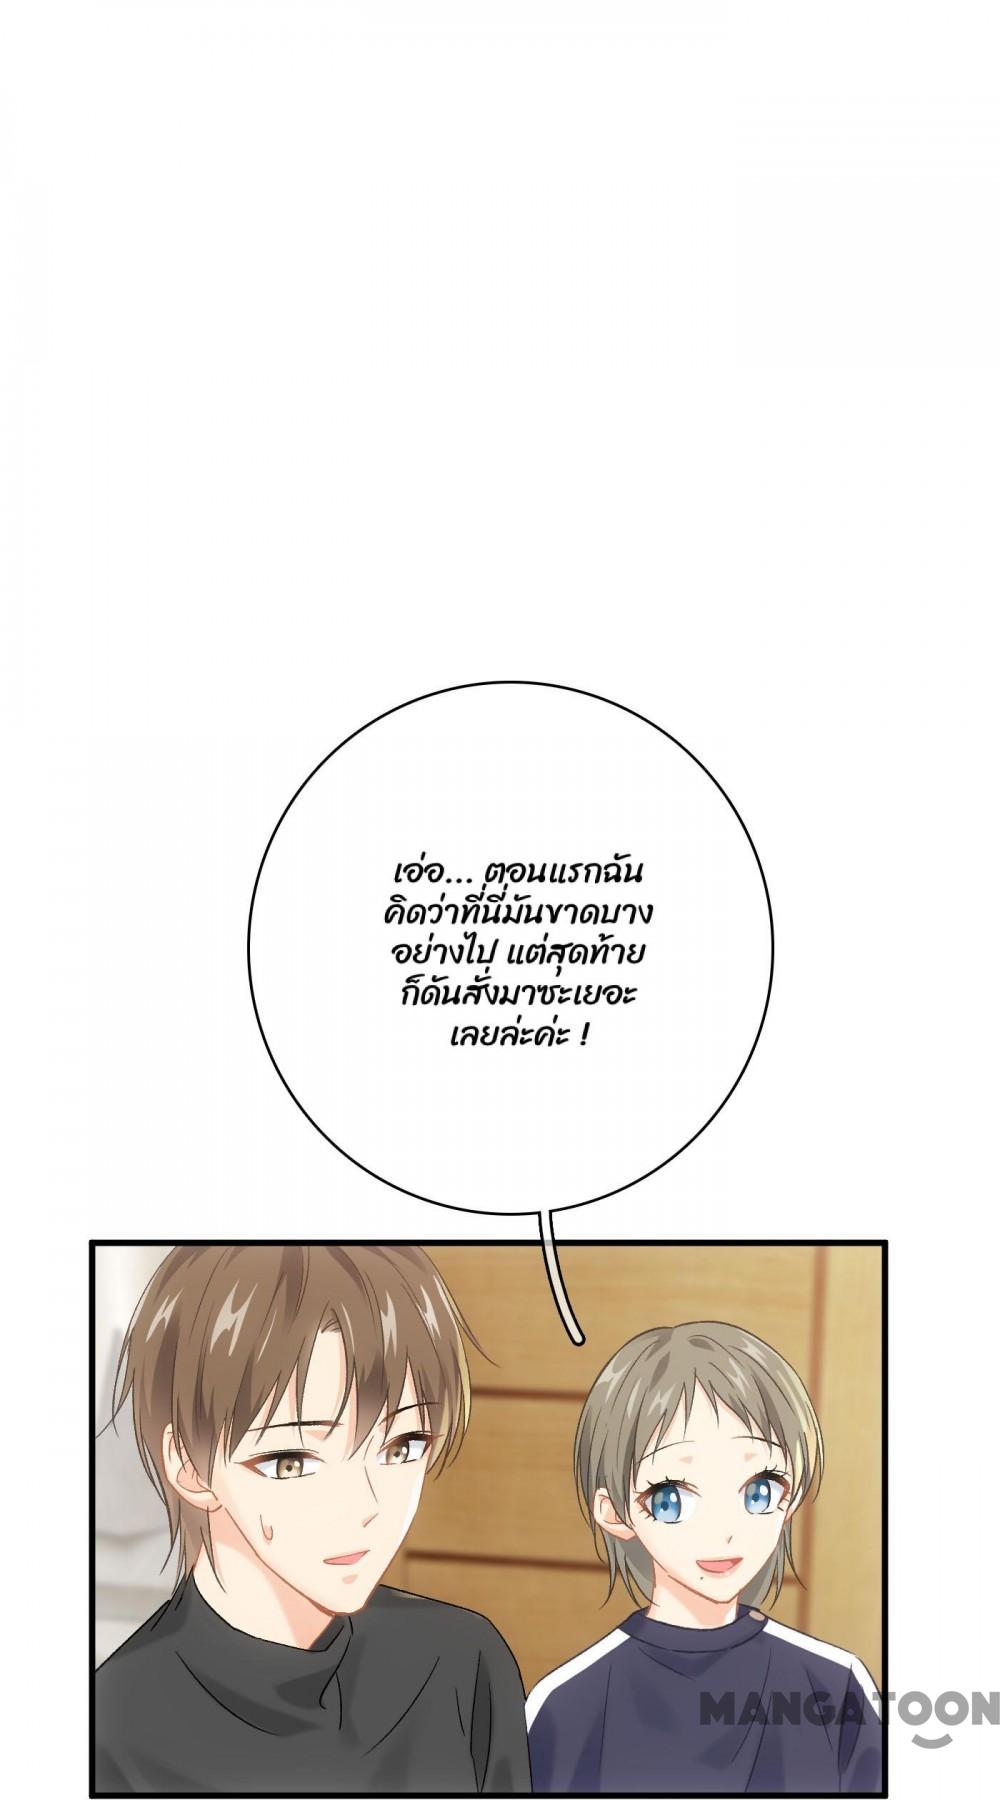 เอ่อ... ตอนแรกฉัน
คิดว่าที่นี่มันขาดบาง
อย่างไป แต่สุดท้าย
ก็ดันสั่งมาซะเยอะ
เลยล่ะค่ะ !
MANGATOON